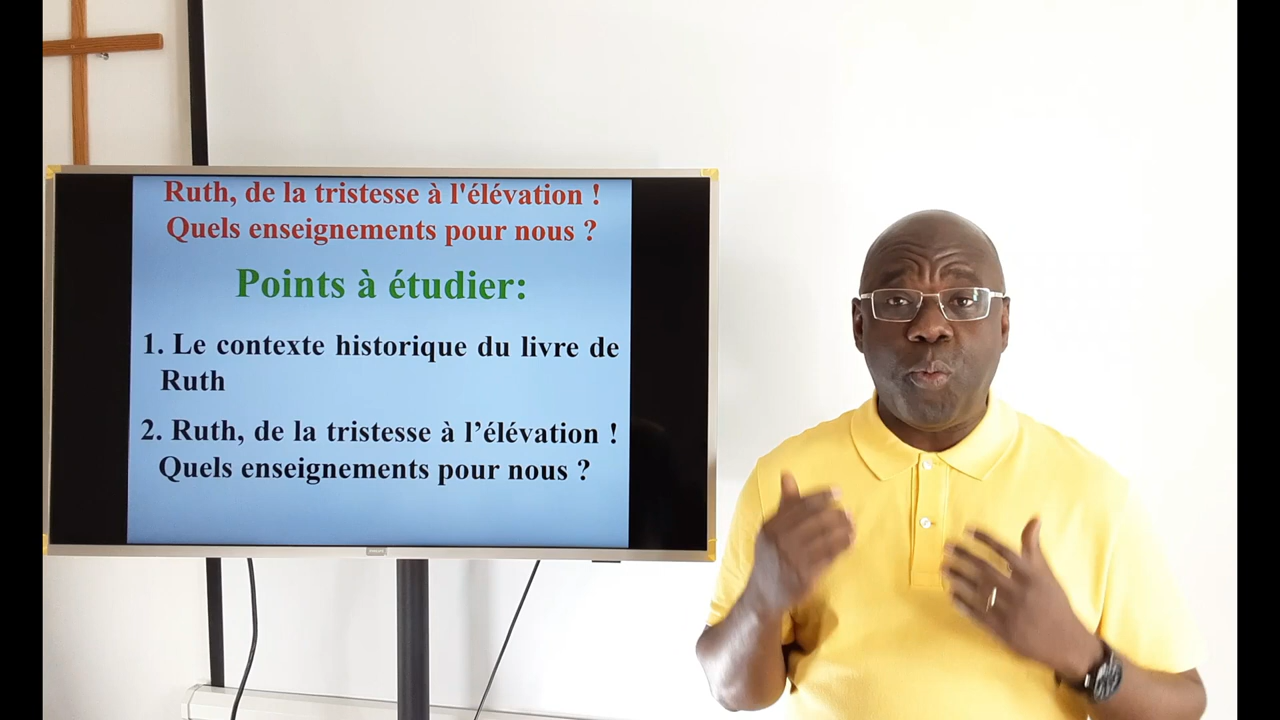 Ruth, de la tristesse à l'élévation !
Quels enseignements pour nous ?
Points à étudier:
1. Le contexte historique du livre de
Ruth
2. Ruth, de la tristesse à l’élévation !
Quels enseignements pour nous ?